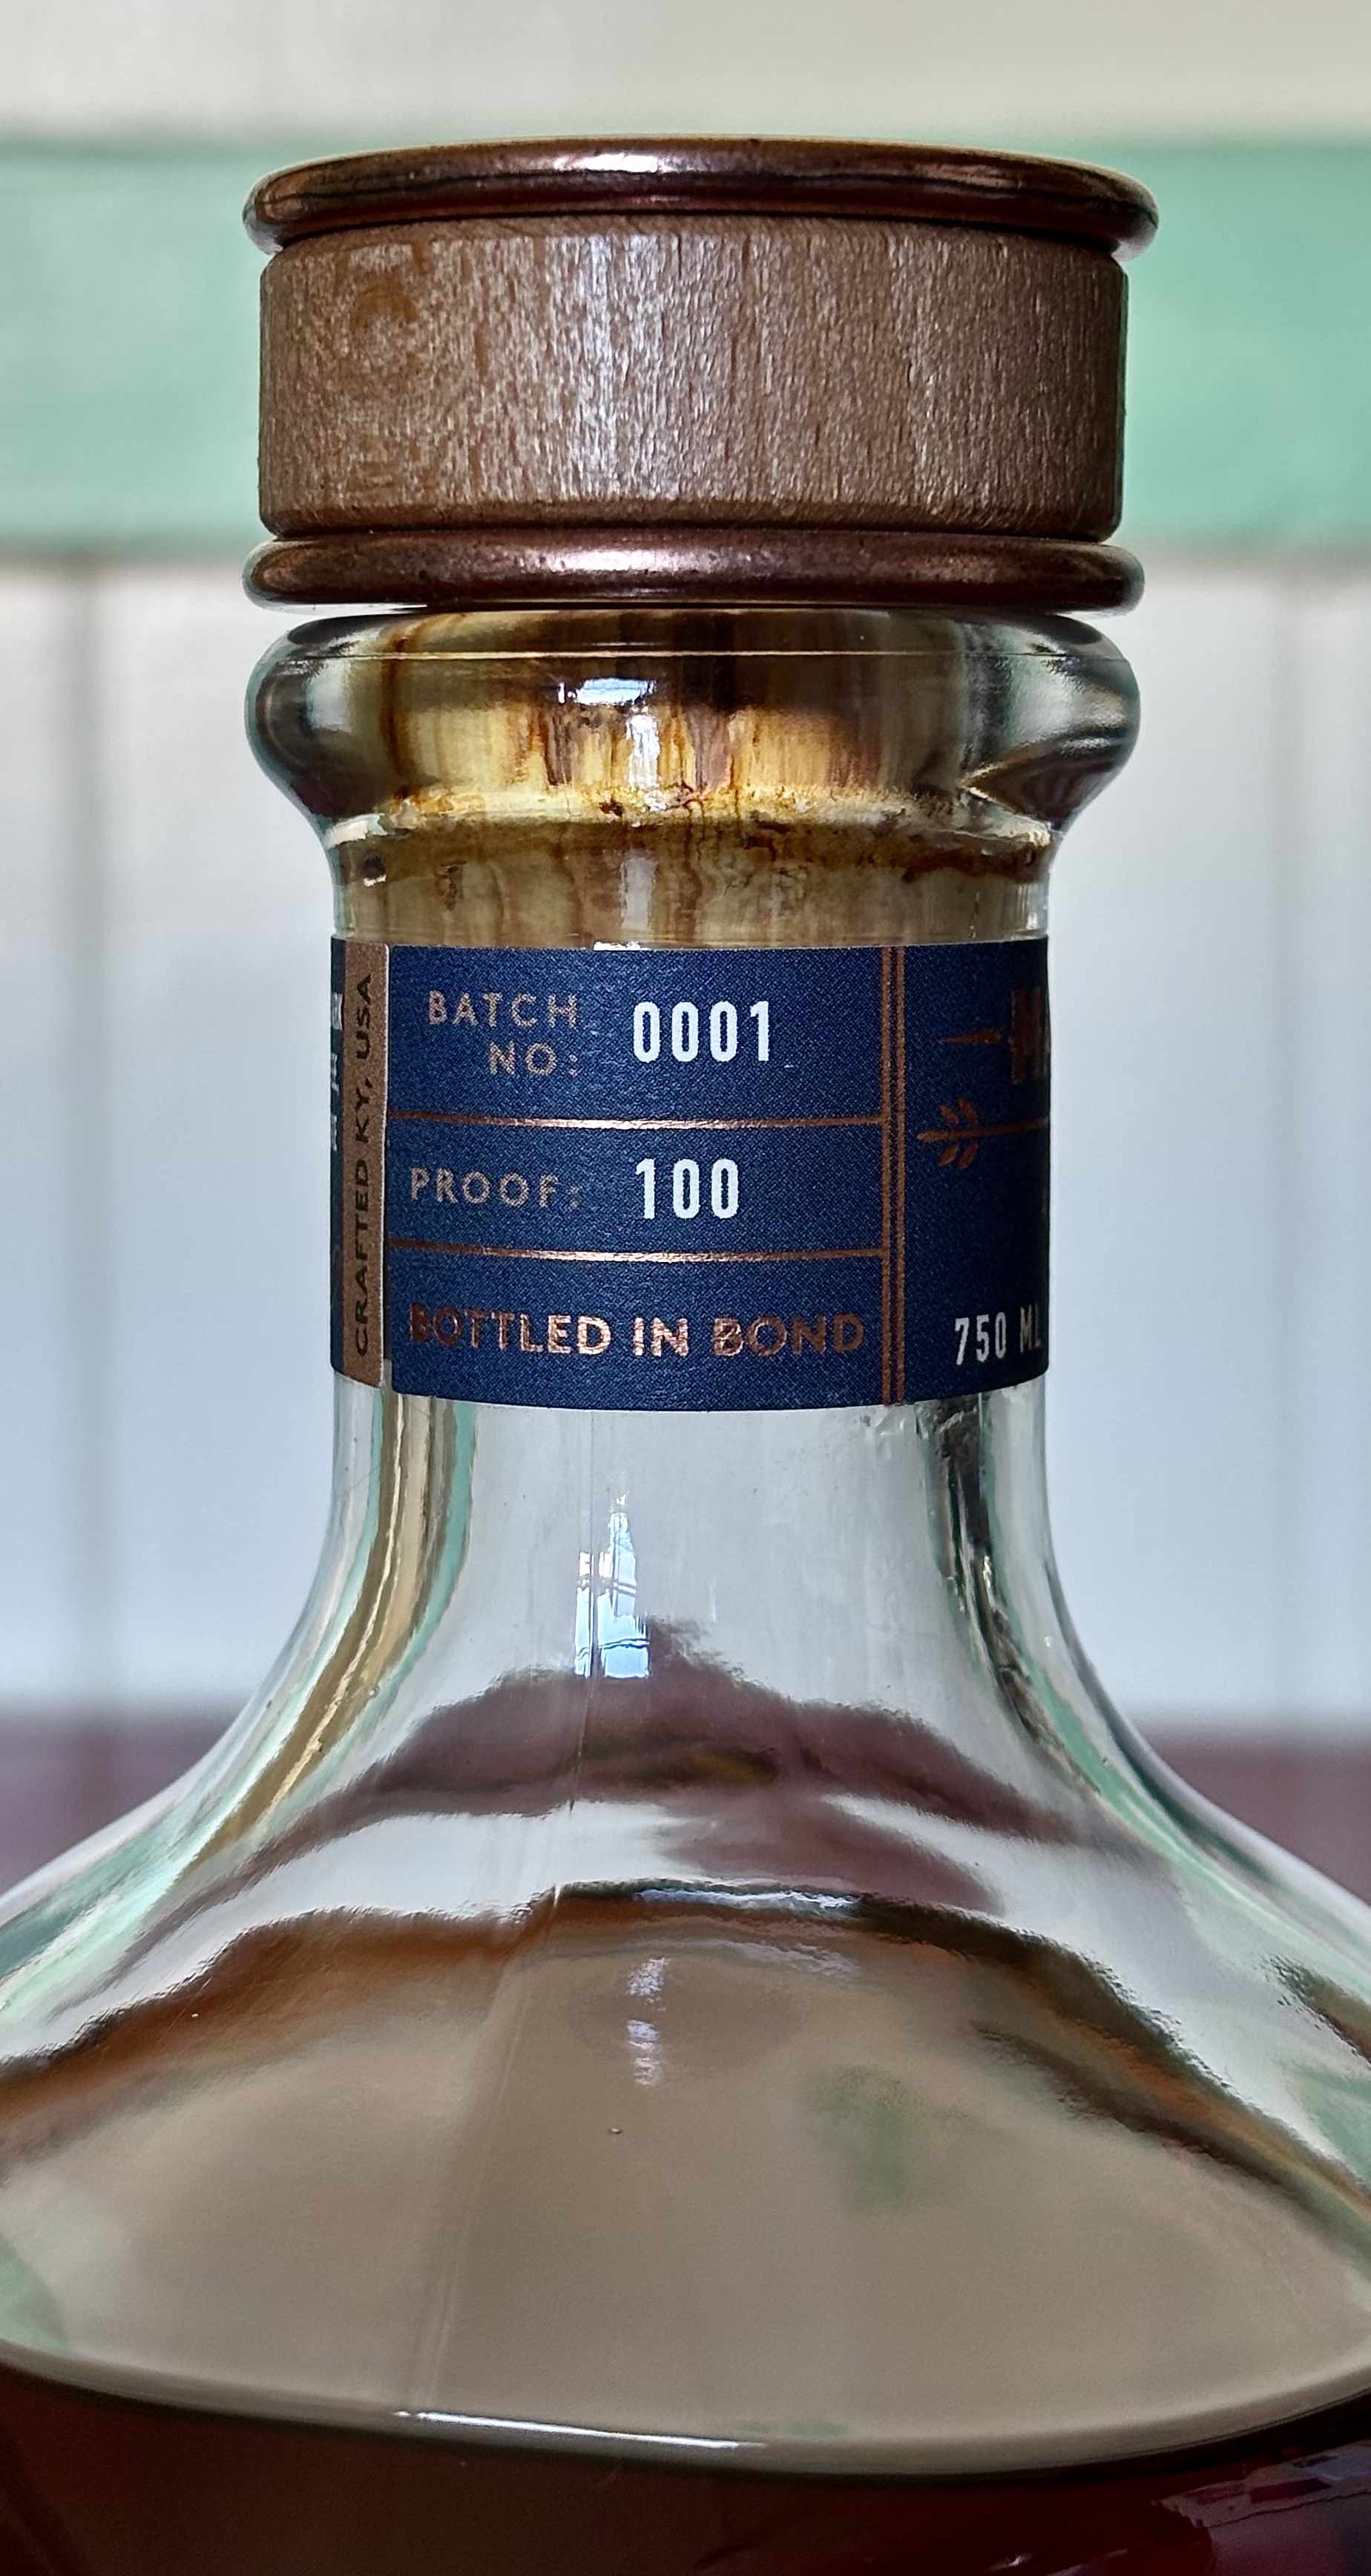 CRAFTED KY, USA
BATCH NO: 0001
PROOF: 100
BOTTLED IN BOND
750 ML